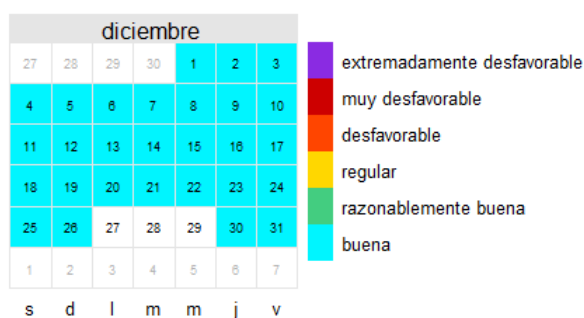 diciembre
27 28 29 30 1 2 3
4 5 6 7 8 9 10
11 12 13 14 15 16 17
18 19 20 21 22 23 24
25 26 27 28 29 30 31
1 2 3 4 5 6 7
s d l m m j v
extremadamente desfavorable
muy desfavorable
desfavorable
regular
razonablemente buena
buena